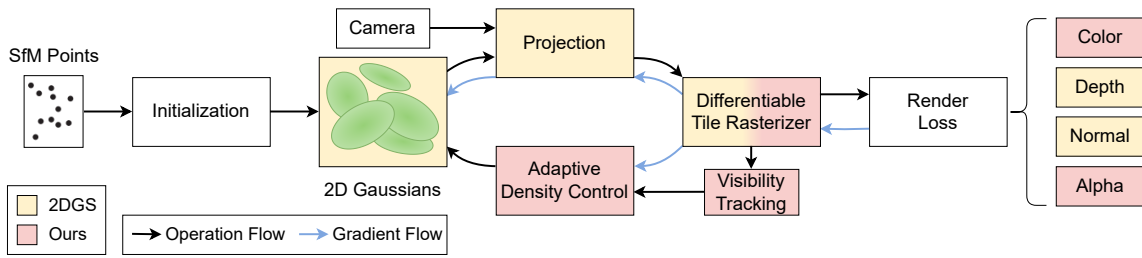 SfM Points
Initialization
Camera
2D Gaussians
Projection
Adaptive
Density Control
Differentiable
Tile Rasterizer
Visibility
Tracking
Render
Loss
Color
Depth
Normal
Alpha
2DGS
Ours
Operation Flow
Gradient Flow